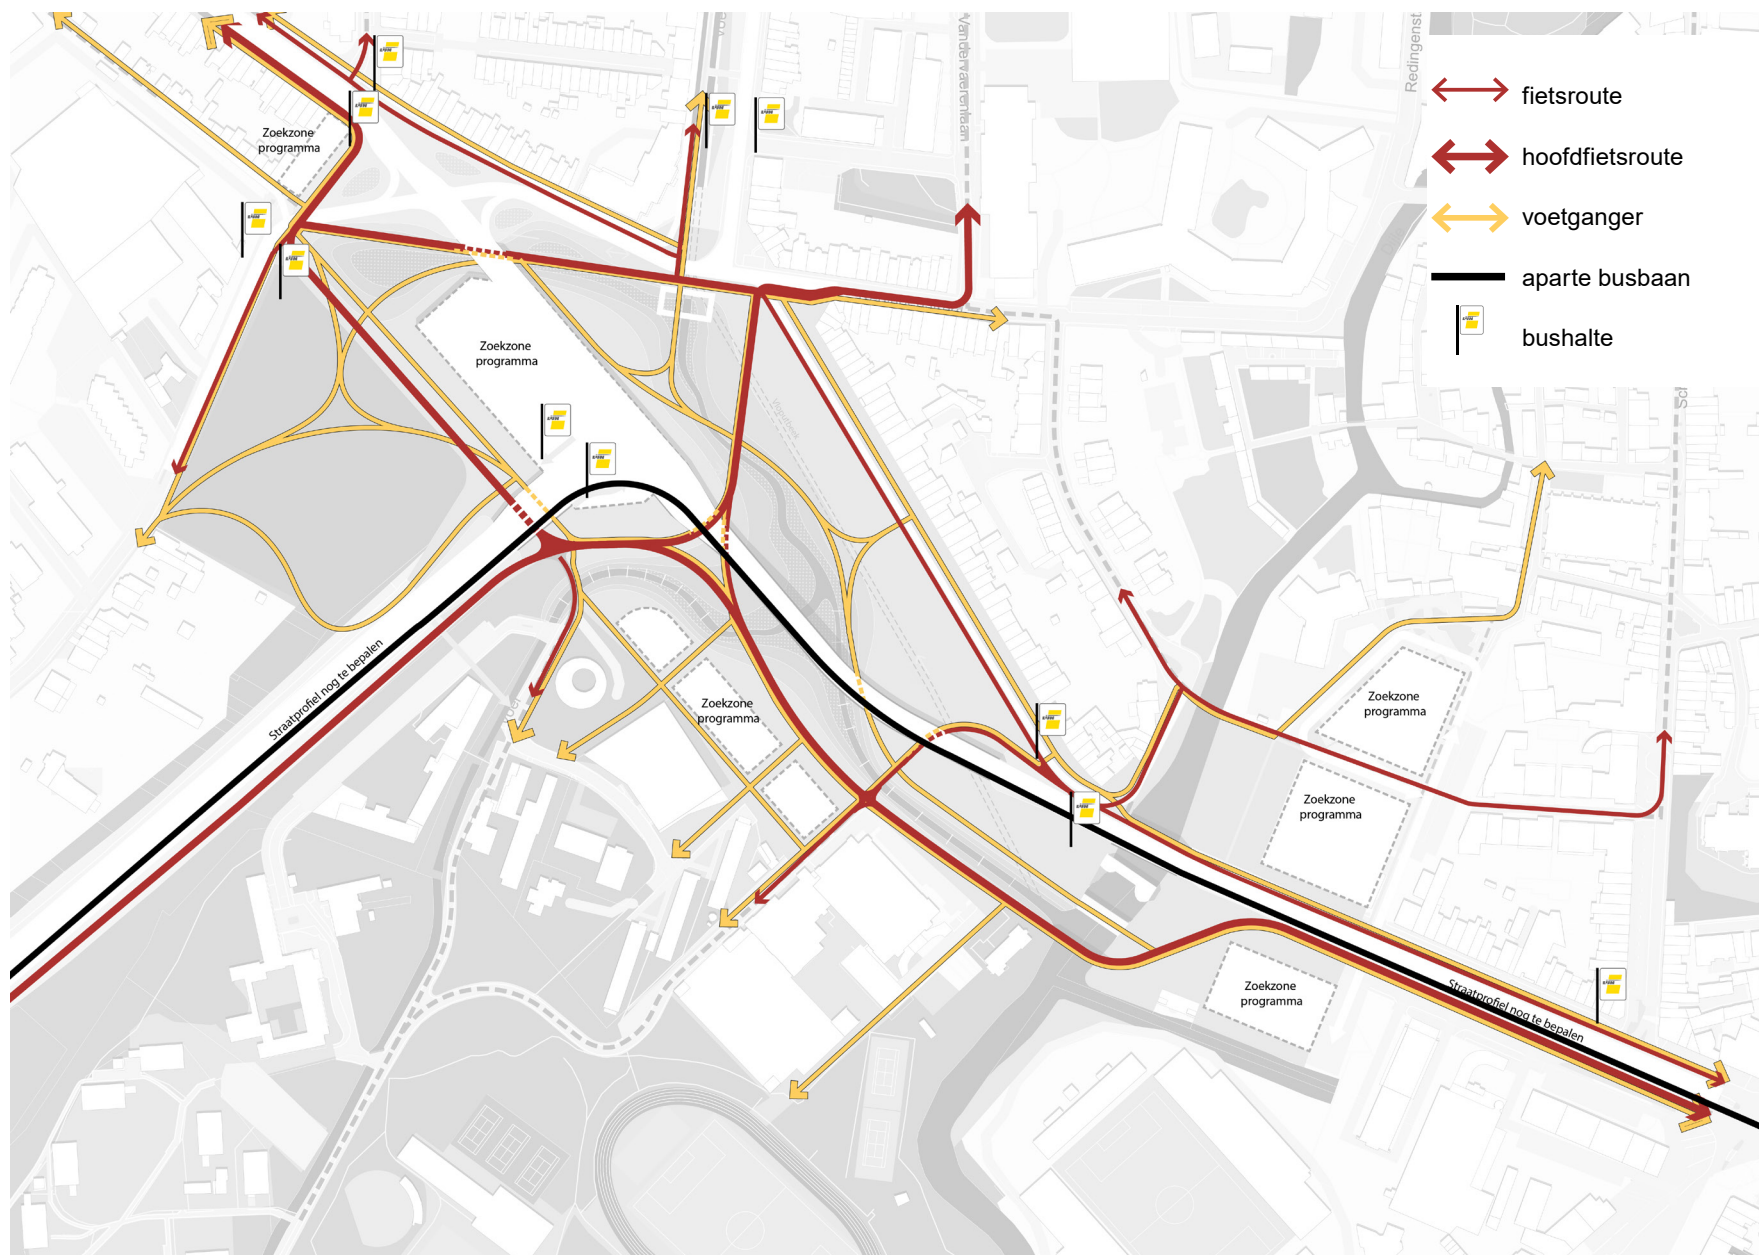 fietsroute
hoofdfietsroute
voetganger
aparte busbaan
bushalte
Vandervaerenlaan
Redingenst
Zoekzone
programma
Zoekzone
programma
Zoekzone
programma
Zoekzone
programma
Zoekzone
programma
Zoekzone
programma
Straatprofiel nog te bepalen
Straatprofiel nog te bepalen